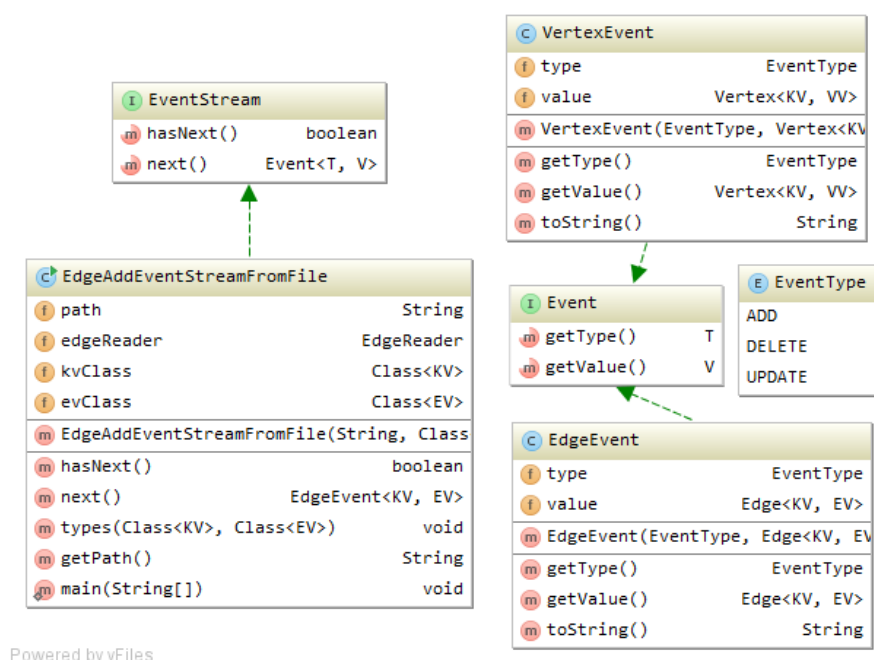 EventStream
hasNext() boolean
next() Event<T, V>
EdgeAddEventStreamFromFile
path String
edgeReader EdgeReader
kvClass Class<KV>
evClass Class<EV>
EdgeAddEventStreamFromFile(String, Class
hasNext() boolean
next() EdgeEvent<KV, EV>
types(Class<KV>, Class<EV>) void
getPath() String
main(String[]) void
VertexEvent
type EventType
value Vertex<KV, VV>
VertexEvent(EventType, Vertex<KV
getType() EventType
getValue() Vertex<KV, VV>
toString() String
Event
getType() T
getValue() V
EventType
ADD
DELETE
UPDATE
EdgeEvent
type EventType
value Edge<KV, EV>
EdgeEvent(EventType, Edge<KV, EV
getType() EventType
getValue() Edge<KV, EV>
toString() String
Powered by yFiles